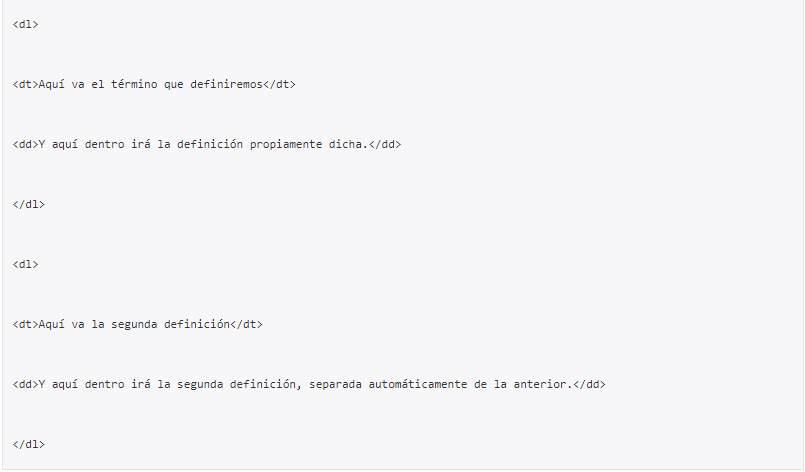 <dl>
<dt>Aquí va el término que definiremos</dt>
<dd>Y aquí dentro irá la definición propiamente dicha.</dd>
</dl>
<dl>
<dt>Aquí va la segunda definición</dt>
<dd>Y aquí dentro irá la segunda definición, separada automáticamente de la anterior.</dd>
</dl>